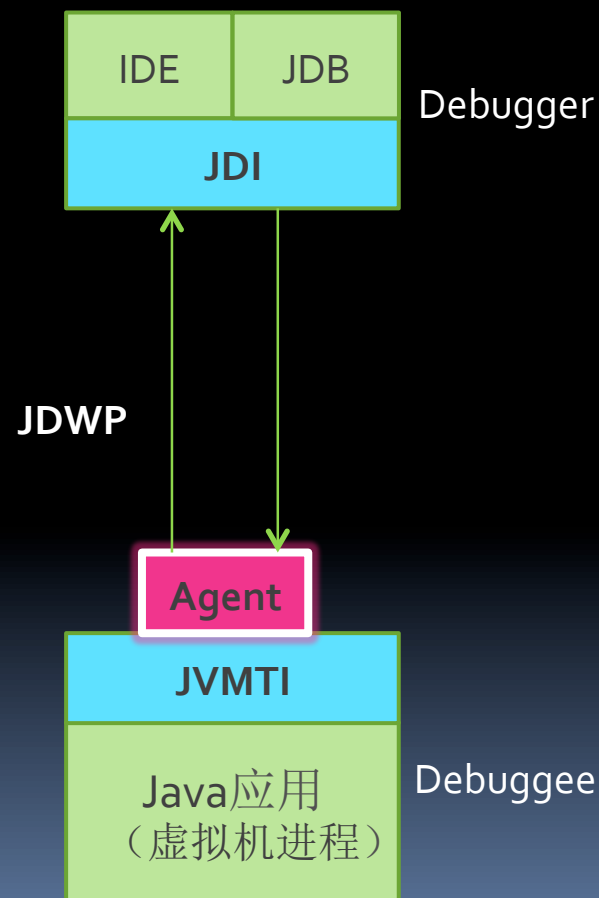 IDE
JDB
Debugger
JDI
JDWP
Agent
JVMTI
Java应用
（虚拟机进程）
Debuggee